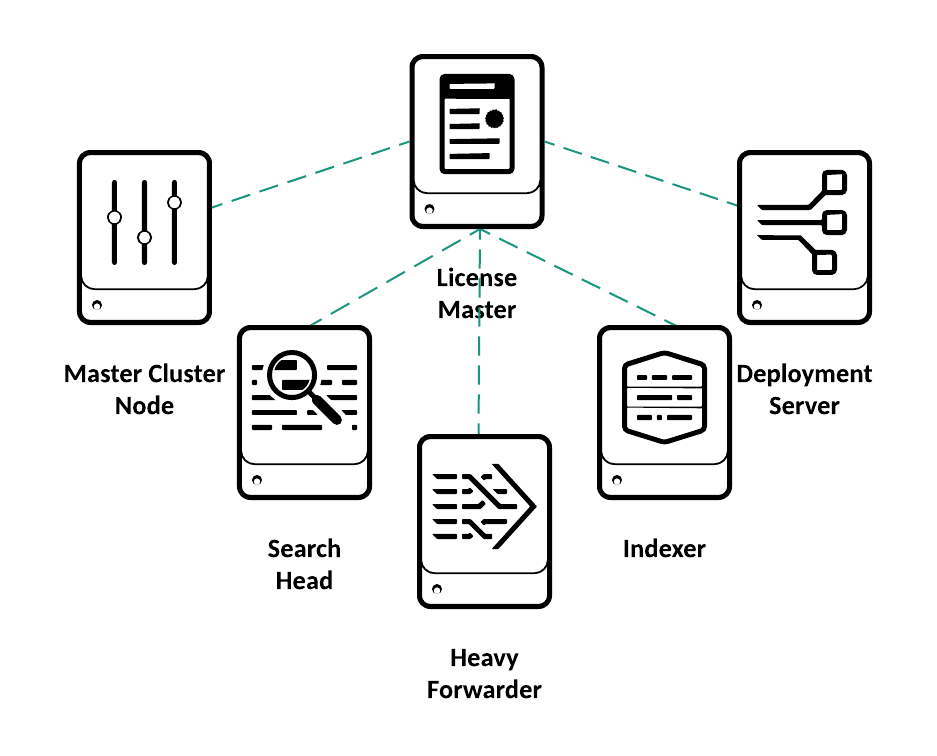 License
Master
Master Cluster
Node
Deployment
Server
Search
Head
Indexer
Heavy
Forwarder